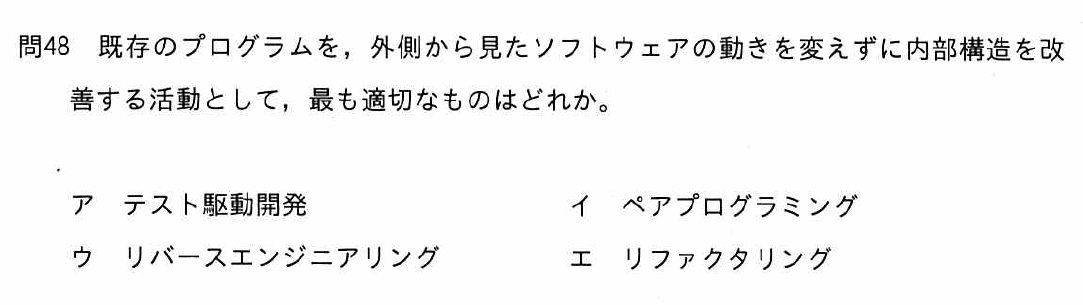 問48 既存のプログラムを，外側から見たソフトウェアの動きを変えずに内部構造を改
善する活動として，最も適切なものはどれか。
ア テスト駆動開発 イ ペアプログラミング
ウ リバースエンジニアリング エ リファクタリング